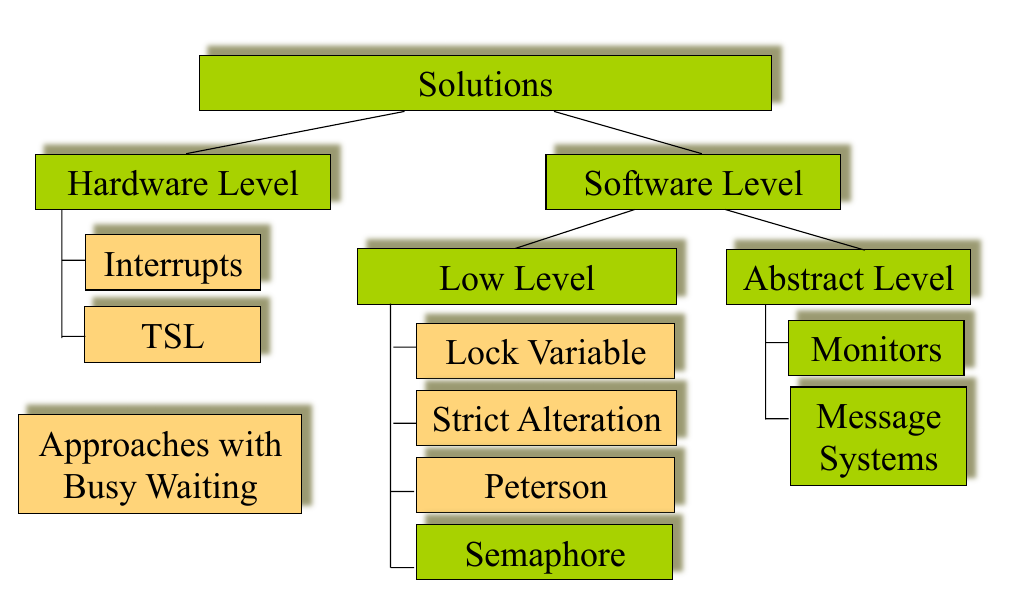 Solutions
Hardware Level
Software Level
Interrupts
TSL
Low Level
Abstract Level
Lock Variable
Strict Alteration
Peterson
Semaphore
Monitors
Message
Systems
Approaches with
Busy Waiting